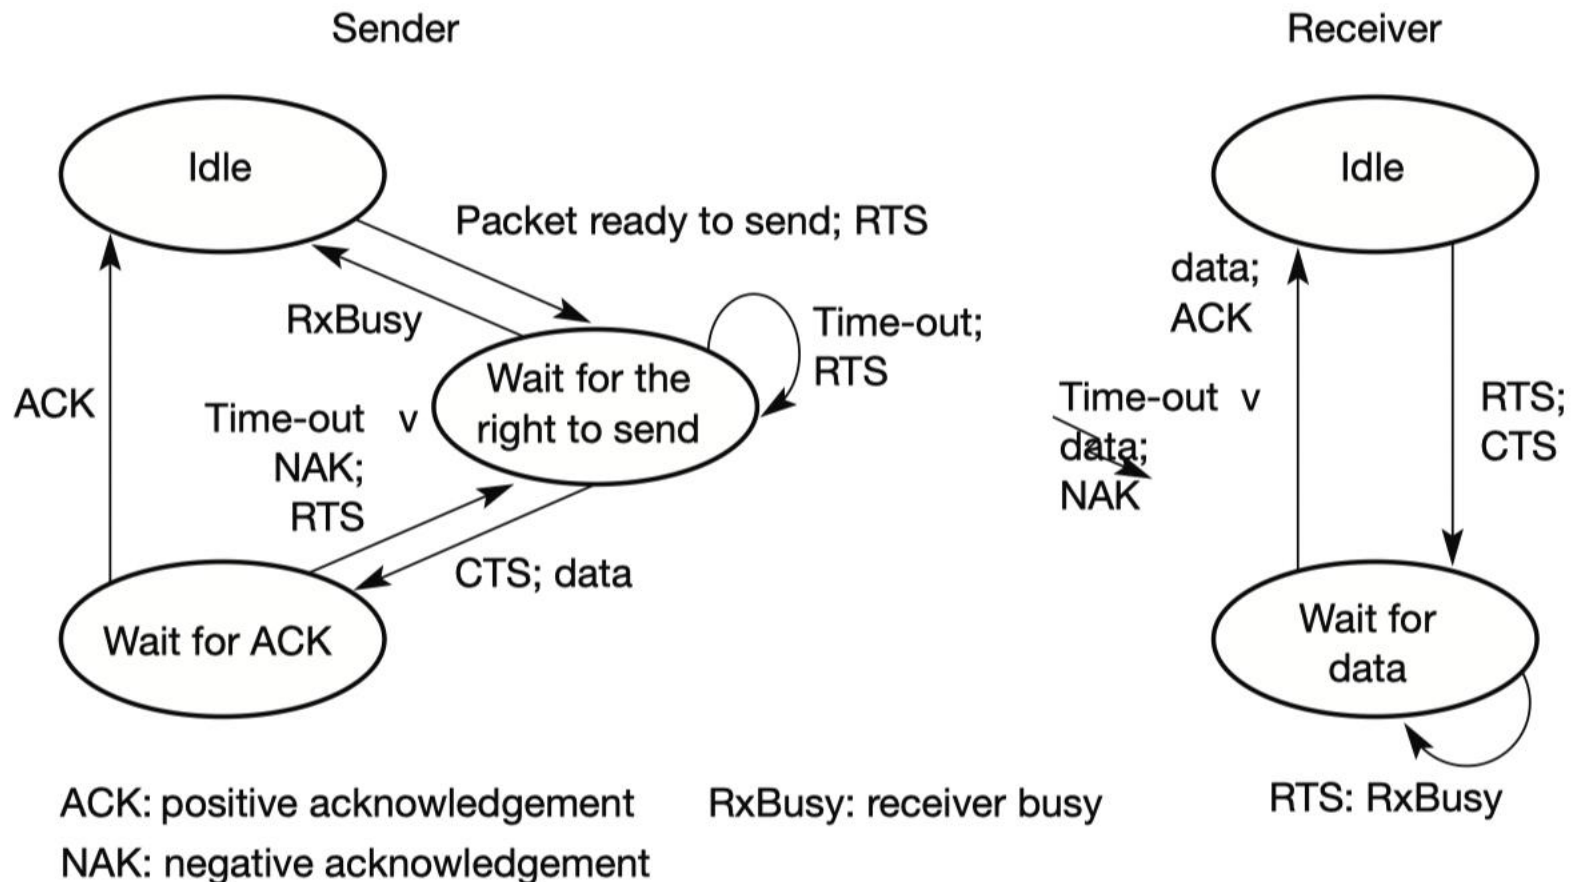 Sender
Receiver
Idle
Idle
Packet ready to send; RTS
RxBusy
Time-out;
RTS
Wait for the
right to send
ACK
Time-out v
NAK;
RTS
CTS; data
Wait for ACK
data;
ACK
Time-out v
data;
NAK
RTS;
CTS
Wait for
data
RTS: RxBusy
ACK: positive acknowledgement
RxBusy: receiver busy
NAK: negative acknowledgement